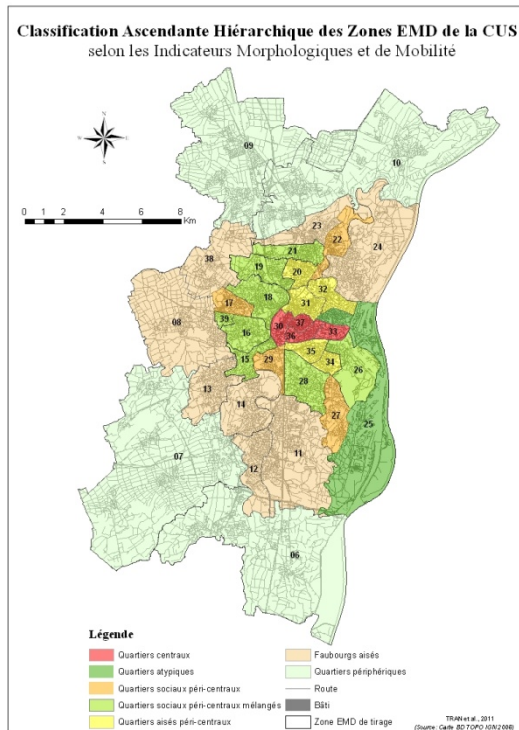 Classification Ascendante Hiérarchique des Zones EMD de la CUS
selon les Indicateurs Morphologiques et de Mobilité
N
W
E
S
0 1 2 4 6 8
Km
09
10
23
22
24
21
38
19
20
32
18
31
17
08
39
30
37
33
16
36
35
15
29
34
26
28
13
14
27
25
07
11
12
06
Légende
Quartiers centraux
Quartiers atypiques
Quartiers sociaux péri-centraux
Quartiers sociaux péri-centraux mélangés
Quartiers aisés péri-centraux
Faubourgs aisés
Quartiers périphériques
Route
Bâti
Zone EMD de tirage
TRAN et al., 2011
(Source: Carte BD TOPO IGN 2006)